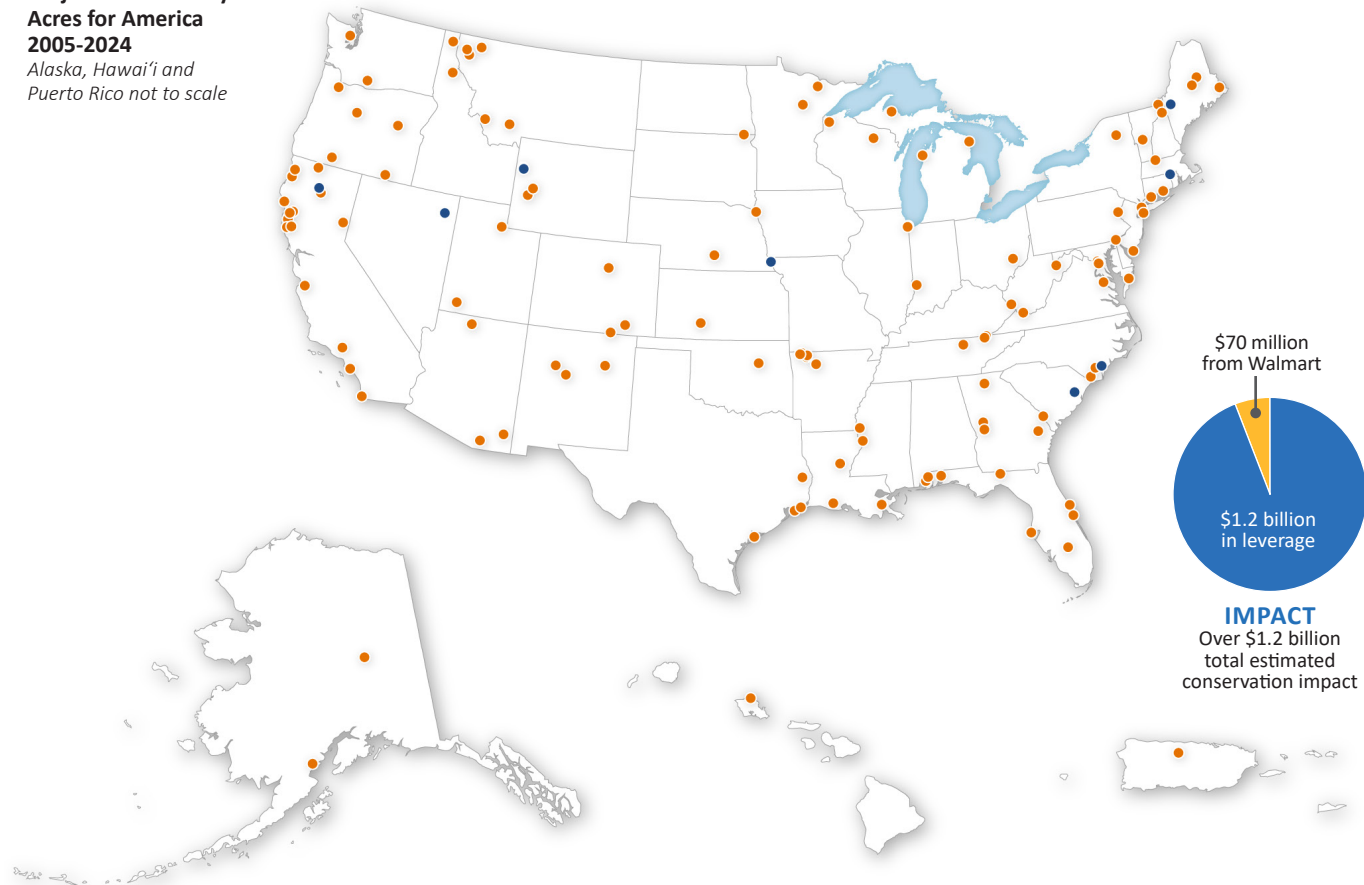 Acres for America
2005-2024
Alaska, Hawaiʻi and
Puerto Rico not to scale
$70 million
from Walmart
$1.2 billion
in leverage
IMPACT
Over $1.2 billion
total estimated
conservation impact